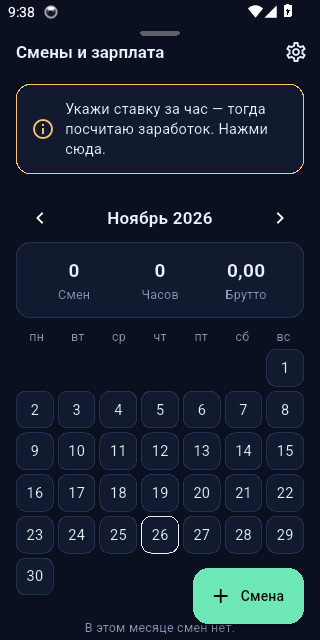 9:38
Смены и зарплата
Укажи ставку за час — тогда
посчитаю заработок. Нажми
сюда.
Ноябрь 2026
0 0 0,00
Смен Часов Брутто
пн вт ср чт пт сб вс
1
2 3 4 5 6 7 8
9 10 11 12 13 14 15
16 17 18 19 20 21 22
23 24 25 26 27 28 29
30
+ Смена
В этом месяце смен нет.